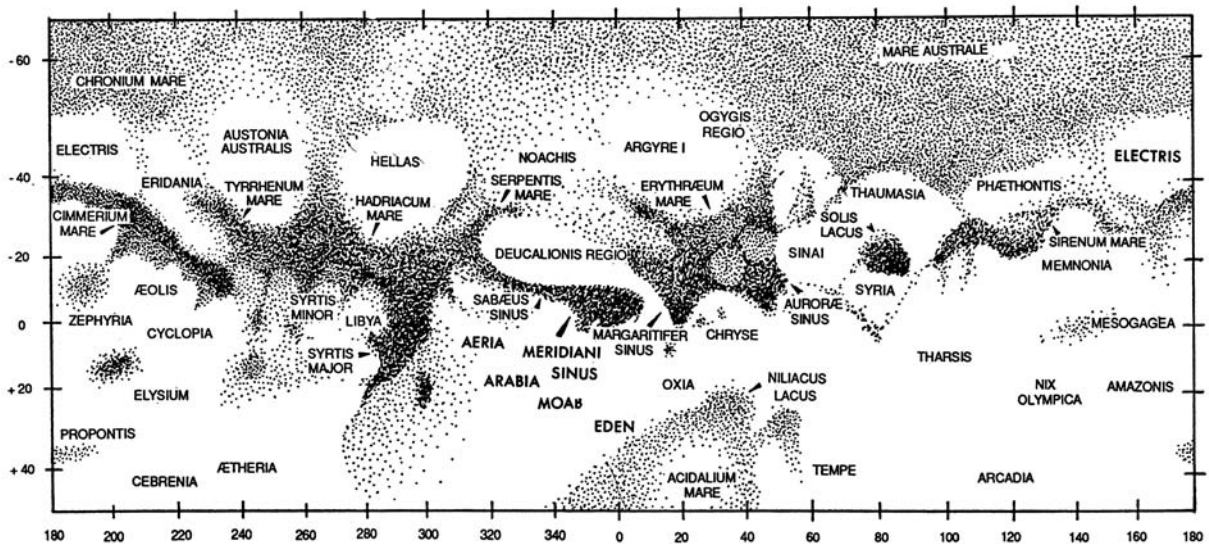 MARE AUSTRALE
- 60
CHRONIUM MARE
OGYGIS
REGIO
AUSTONIA
AUSTRALIS
ELECTRIS
HELLAS
NOACHIS
ARGYRE I
ELECTRIS
- 40
ERIDANIA
TYRRHENUM
MARE
HADRIACUM
MARE
SERPENTIS
MARE
ERYTHRÆUM
MARE
THAUMASIA
PHÆTHONTIS
CIMMERIUM
MARE
SOLIS
LACUS
SIRENUM MARE
- 20
DEUCALIONIS REGIO
SINAI
MEMNONIA
ÆOLIS
SYRTIS
MINOR
SABÆUS
SINUS
SYRIA
AURORÆ
SINUS
ZEPHYRIA
CYCLOPIA
LIBYA
MARGARITIFER
SINUS
CHRYSE
MESOGAGEA
0
AERIA
MERIDIANI
SINUS
SYRTIS
MAJOR
THARSIS
ARABIA
OXIA
NILIACUS
LACUS
NIX
OLYMPICA
AMAZONIS
+ 20
ELYSIUM
MOAB
EDEN
PROPONTIS
+ 40
CEBRENIA
ÆTHERIA
ACIDALIUM
MARE
TEMPE
ARCADIA
180 200 220 240 260 280 300 320 340 0 20 40 60 80 100 120 140 160 180